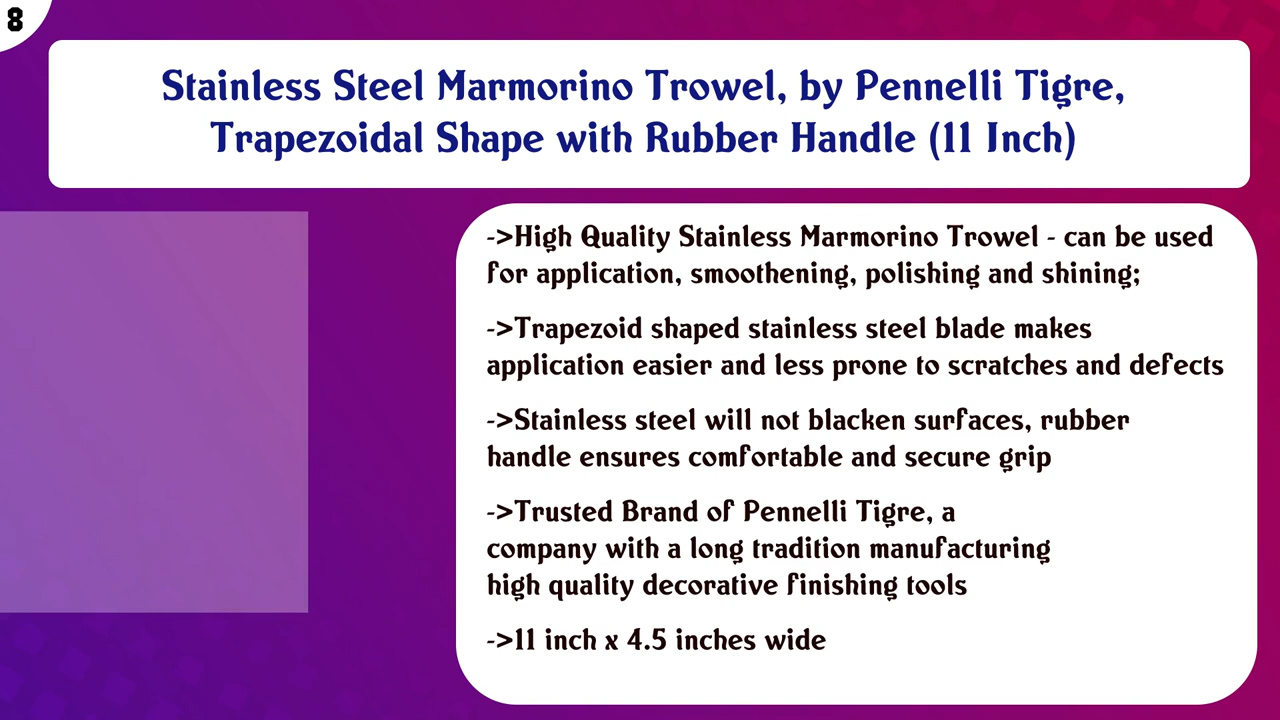 8
Stainless Steel Marmorino Trowel, by Pennelli Tigre,
Trapezoidal Shape with Rubber Handle (11 Inch)
->High Quality Stainless Marmorino Trowel - can be used
for application, smoothening, polishing and shining;
->Trapezoid shaped stainless steel blade makes
application easier and less prone to scratches and defects
->Stainless steel will not blacken surfaces, rubber
handle ensures comfortable and secure grip
->Trusted Brand of Pennelli Tigre, a
company with a long tradition manufacturing
high quality decorative finishing tools
->11 inch x 4.5 inches wide